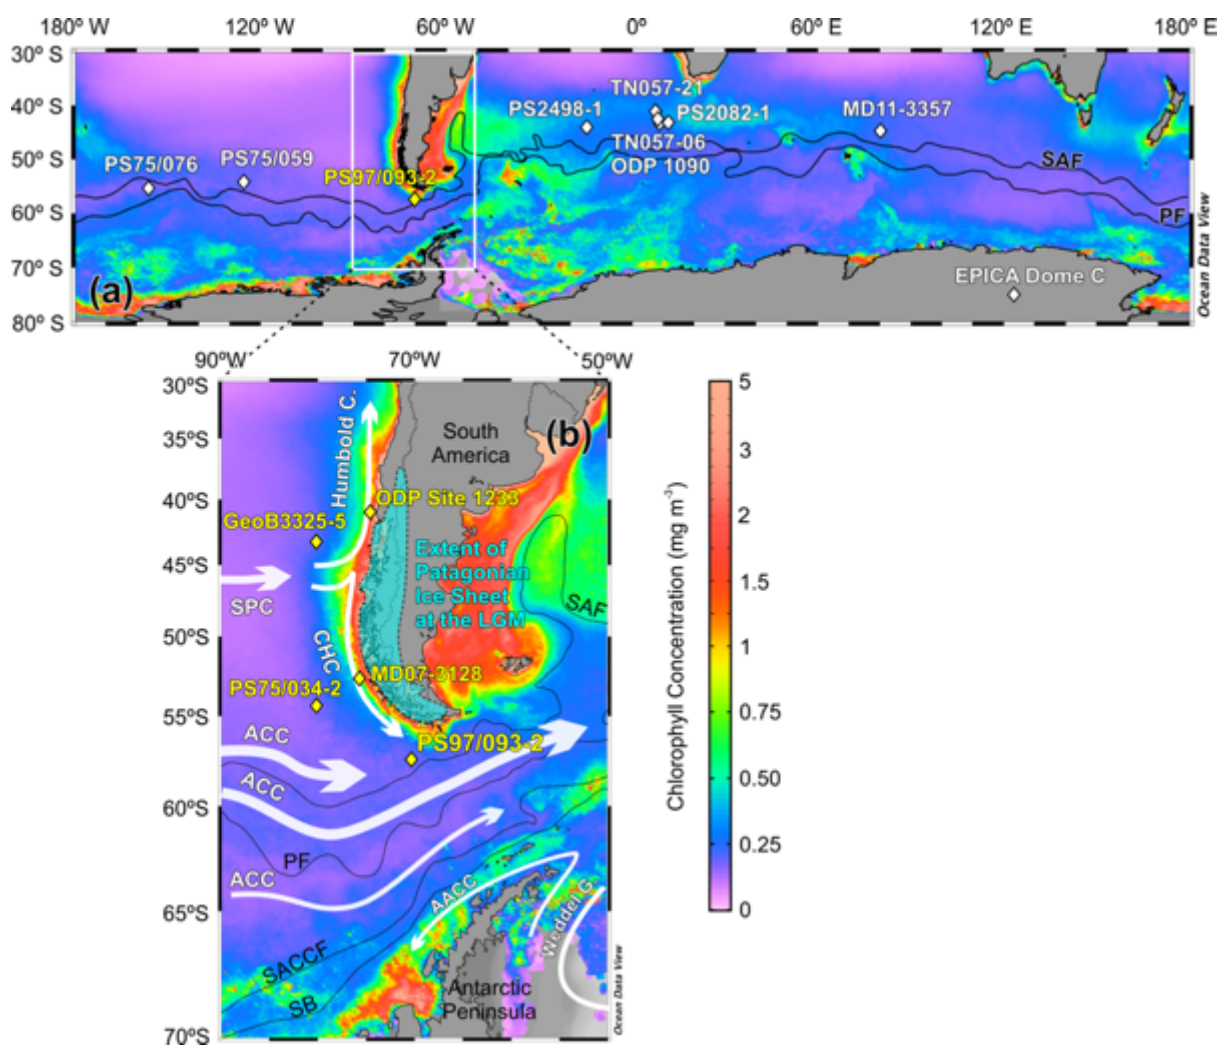 180°W 120°W 60°W 0° 60°E 120°E 180°E
30°S
40°S
50°S
60°S
70°S
80°S
TN057-21
PS2498-1
PS2082-1
MD11-3357
TN057-06
ODP 1090
PS75/076
PS75/059
PS97/093-2
SAF
PF
EPICA Dome C
(a)
Ocean Data View
90°W 70°W 50°W
30°S
35°S
40°S
45°S
50°S
55°S
60°S
65°S
70°S
Humbold C.
South
America
(b)
ODP Site 1233
GeoB3325-5
Extent of
Patagonian
Ice Sheet
at the LGM
SPC
SAF
CHC
MD07-3128
PS75/034-2
ACC
PS97/093-2
ACC
PF
ACC
AACC
Weddel G.
SACCF
SB
Antarctic
Peninsula
Ocean Data View
Chlorophyll Concentration (mg m-3)
5
3
2
1.5
1
0.75
0.50
0.25
0